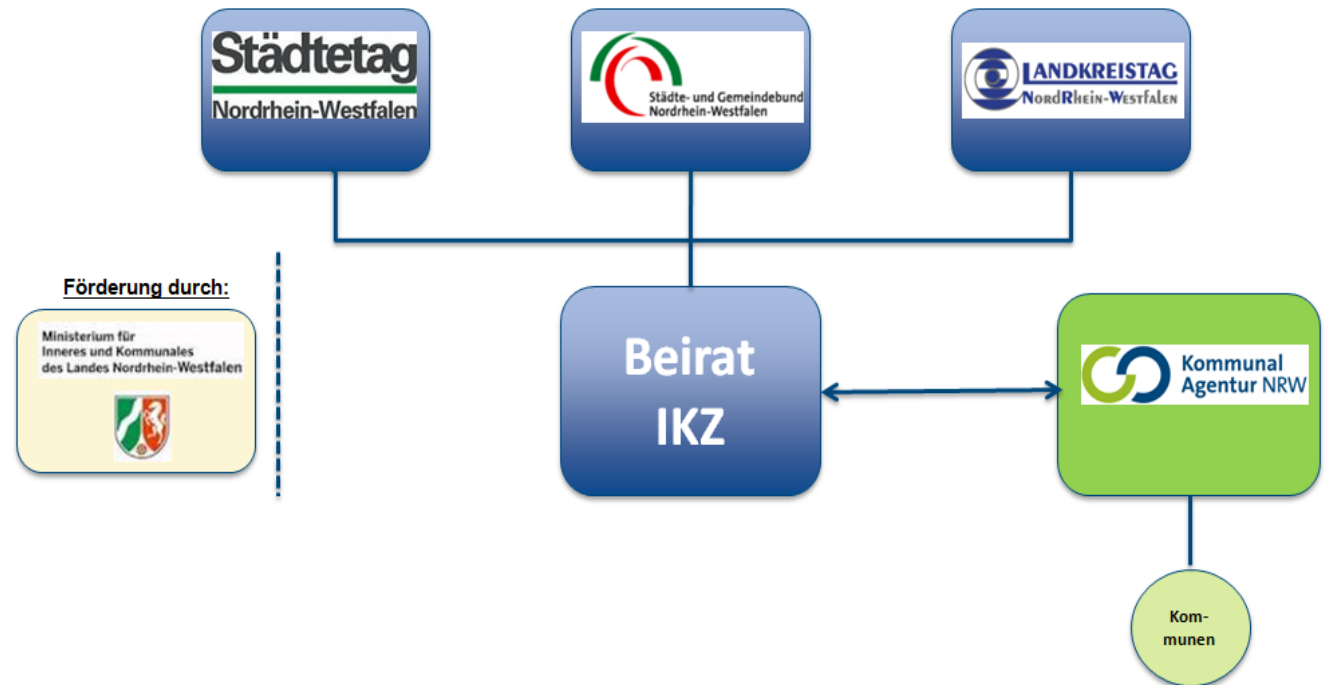 Städtetag
Nordrhein-Westfalen
Städte- und Gemeindebund
Nordrhein-Westfalen
LANDKREISTAG
NORDRHEIN-WESTFALEN
Förderung durch:
Ministerium für
Inneres und Kommunales
des Landes Nordrhein-Westfalen
Beirat
IKZ
Kommunal
Agentur NRW
Kom-
munen